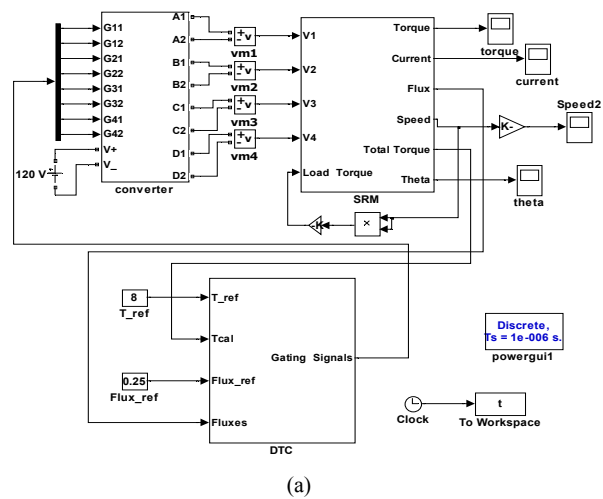 G11
G12
G21
G22
G31
G32
G41
G42
V+
V_
A1
A2
B1
B2
C1
C2
D1
D2
converter
120 V
+v
-
vm1
+v
-
vm2
+v
-
vm3
+v
-
vm4
V1
V2
V3
V4
Load Torque
Torque
Current
Flux
Speed
Total Torque
Theta
SRM
torque
current
K-
Speed2
theta
-K
×
8
T_ref
0.25
Flux_ref
T_ref
Tcal
Flux_ref
Fluxes
Gating Signals
DTC
Discrete,
Ts = 1e-006 s.
powergui1
Clock
t
To Workspace
(a)